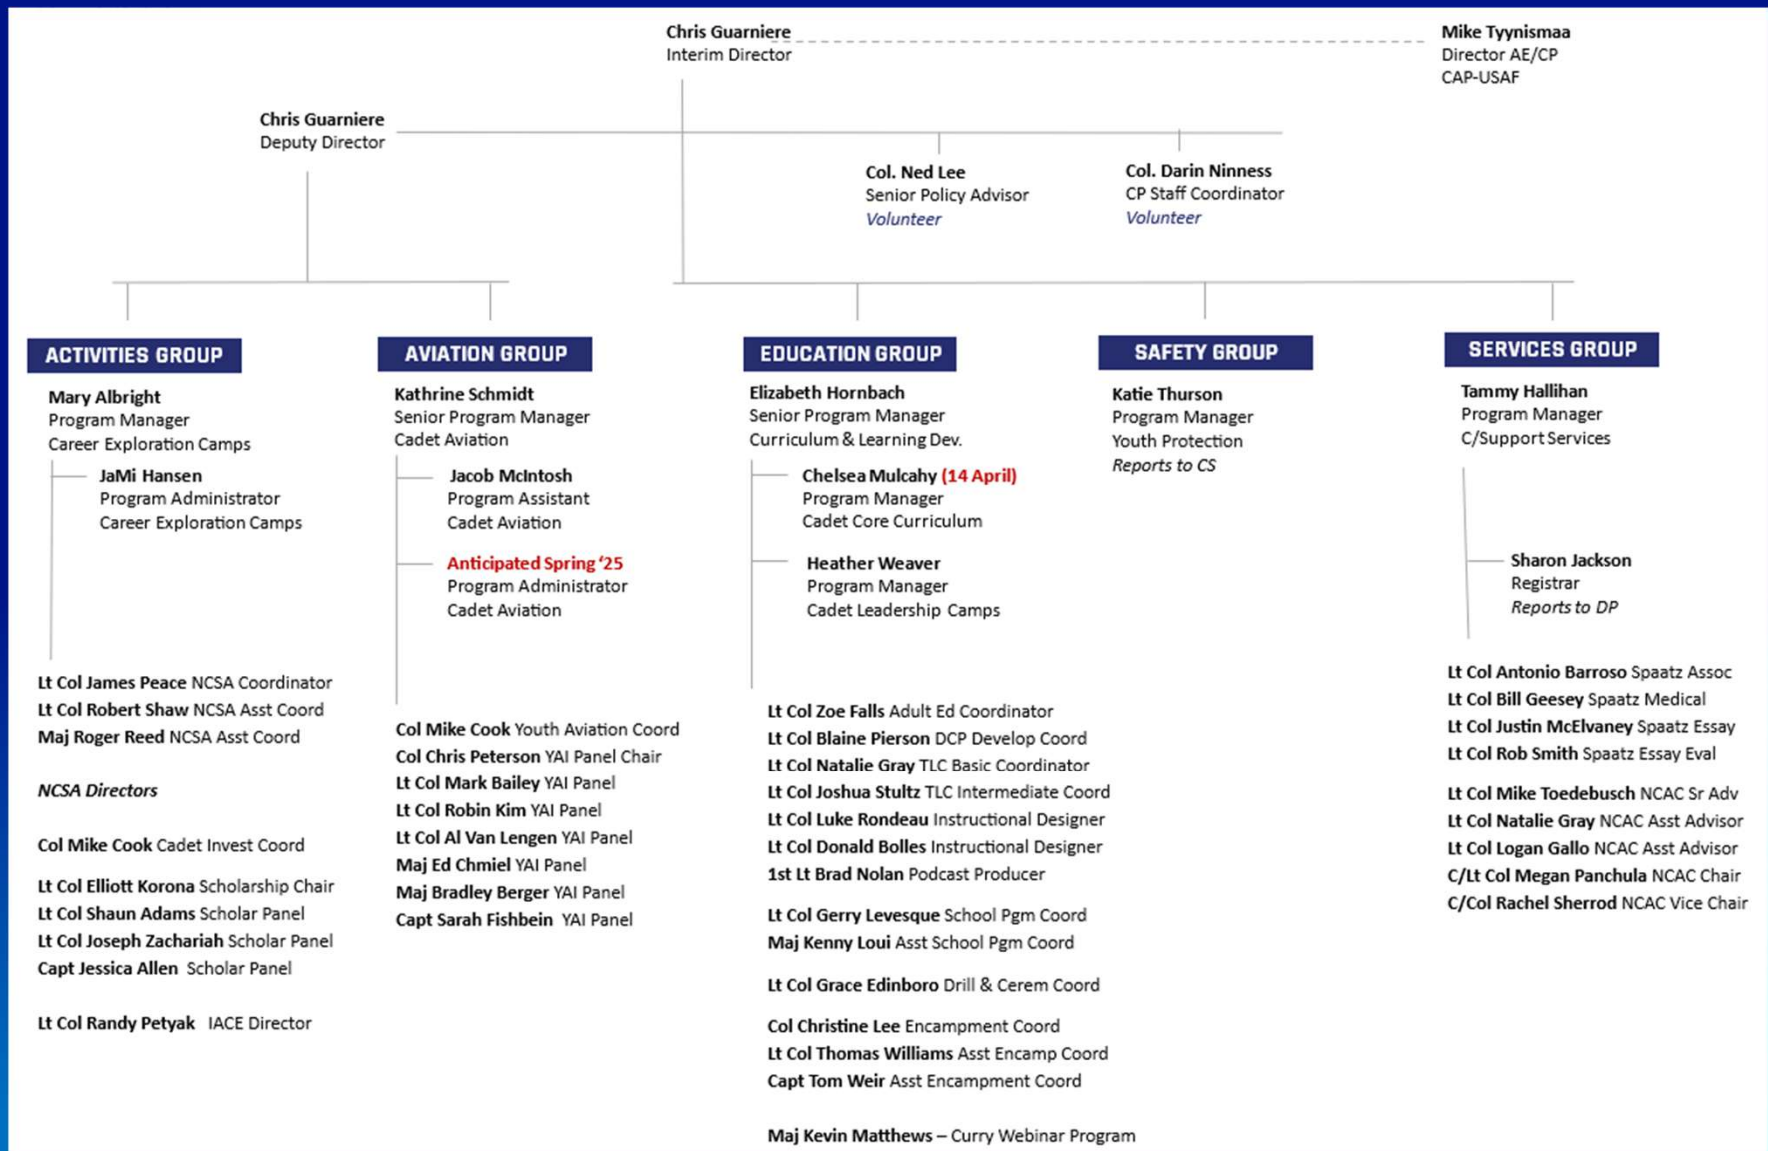 Chris Guarniere
Interim Director
Mike Tyynismaa
Director AE/CP
CAP-USAF
Chris Guarniere
Deputy Director
Col. Ned Lee
Senior Policy Advisor
Volunteer
Col. Darin Ninness
CP Staff Coordinator
Volunteer
ACTIVITIES GROUP
Mary Albright
Program Manager
Career Exploration Camps
JaMi Hansen
Program Administrator
Career Exploration Camps
Lt Col James Peace NCSA Coordinator
Lt Col Robert Shaw NCSA Asst Coord
Maj Roger Reed NCSA Asst Coord
NCSA Directors
Col Mike Cook Cadet Invest Coord
Lt Col Elliott Korona Scholarship Chair
Lt Col Shaun Adams Scholar Panel
Lt Col Joseph Zachariah Scholar Panel
Capt Jessica Allen Scholar Panel
Lt Col Randy Petyak IACE Director
AVIATION GROUP
Kathrine Schmidt
Senior Program Manager
Cadet Aviation
Jacob McIntosh
Program Assistant
Cadet Aviation
Anticipated Spring ‘25
Program Administrator
Cadet Aviation
Col Mike Cook Youth Aviation Coord
Col Chris Peterson YAI Panel Chair
Lt Col Mark Bailey YAI Panel
Lt Col Robin Kim YAI Panel
Lt Col Al Van Lengen YAI Panel
Maj Ed Chmiel YAI Panel
Maj Bradley Berger YAI Panel
Capt Sarah Fishbein YAI Panel
EDUCATION GROUP
Elizabeth Hornbach
Senior Program Manager
Curriculum & Learning Dev.
Chelsea Mulcahy (14 April)
Program Manager
Cadet Core Curriculum
Heather Weaver
Program Manager
Cadet Leadership Camps
Lt Col Zoe Falls Adult Ed Coordinator
Lt Col Blaine Pierson DCP Develop Coord
Lt Col Natalie Gray TLC Basic Coordinator
Lt Col Joshua Stultz TLC Intermediate Coord
Lt Col Luke Rondeau Instructional Designer
Lt Col Donald Bolles Instructional Designer
1st Lt Brad Nolan Podcast Producer
Lt Col Gerry Levesque School Pgm Coord
Maj Kenny Loui Asst School Pgm Coord
Lt Col Grace Edinboro Drill & Cerem Coord
Col Christine Lee Encampment Coord
Lt Col Thomas Williams Asst Encamp Coord
Capt Tom Weir Asst Encampment Coord
Maj Kevin Matthews – Curry Webinar Program
SAFETY GROUP
Katie Thurson
Program Manager
Youth Protection
Reports to CS
SERVICES GROUP
Tammy Hallihan
Program Manager
C/Support Services
Sharon Jackson
Registrar
Reports to DP
Lt Col Antonio Barroso Spaatz Assoc
Lt Col Bill Geesey Spaatz Medical
Lt Col Justin McElvaney Spaatz Essay
Lt Col Rob Smith Spaatz Essay Eval
Lt Col Mike Toedebusch NCAC Sr Adv
Lt Col Natalie Gray NCAC Asst Advisor
Lt Col Logan Gallo NCAC Asst Advisor
C/Lt Col Megan Panchula NCAC Chair
C/Col Rachel Sherrod NCAC Vice Chair